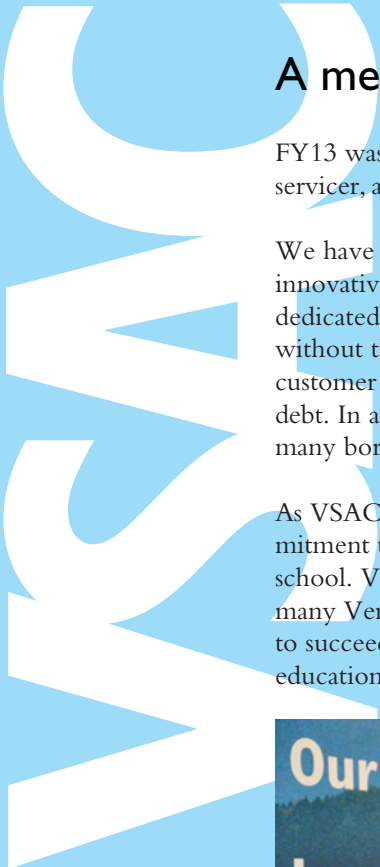 VSAC
A me
FY13 was
servicer, a
We have
innovativ
dedicated
without t
customer
debt. In a
many bor
As VSAC
mitment t
school. V
many Ver
to succeed
education
Our